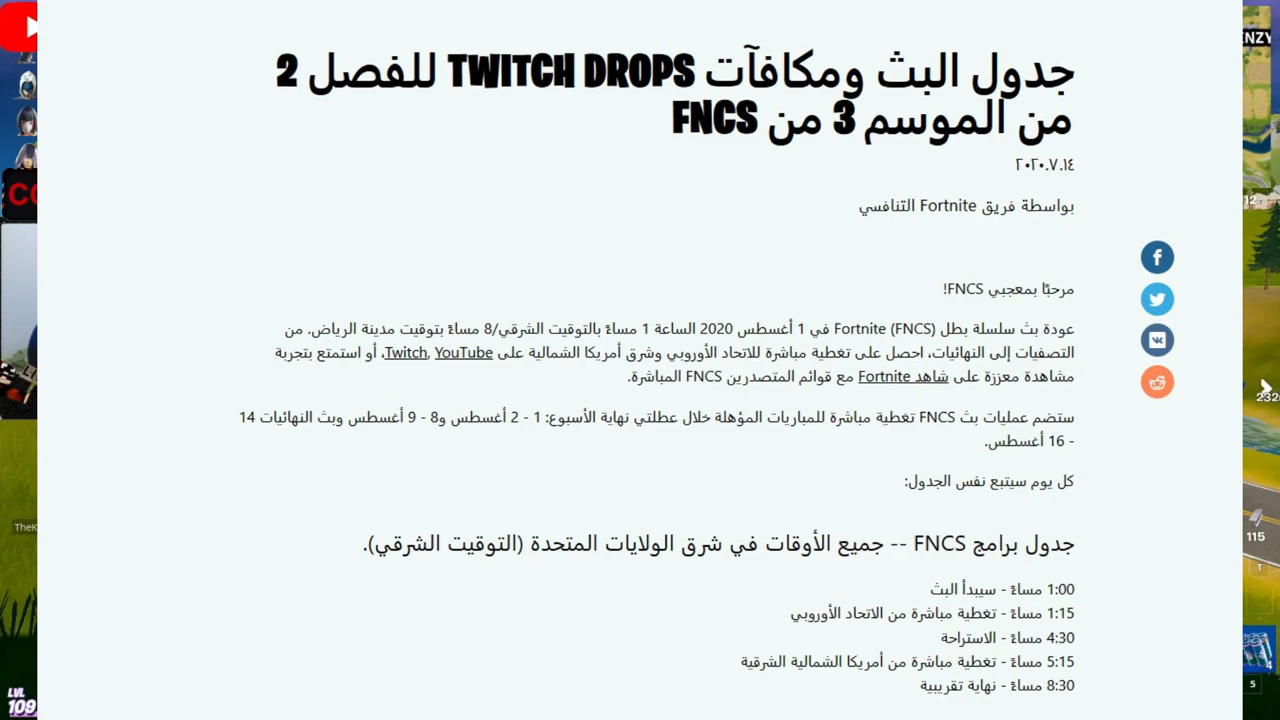 جدول البث ومكافآت TWITCH DROPS للفصل 2
من الموسم 3 من FNCS
٢٠٢٠.٧.١٤
بواسطة فريق Fortnite التنافسي
مرحبًا بمعجبي FNCS!
عودة بث سلسلة بطل Fortnite (FNCS) في 1 أغسطس 2020 الساعة 1 مساءً بالتوقيت الشرقي/8 مساءً بتوقيت مدينة الرياض. من
التصفيات إلى النهائيات، احصل على تغطية مباشرة للاتحاد الأوروبي وشرق أمريكا الشمالية على Twitch, YouTube، أو استمتع بتجربة
مشاهدة معززة على شاهد Fortnite مع قوائم المتصدرين FNCS المباشرة.
ستضم عمليات بث FNCS تغطية مباشرة للمباريات المؤهلة خلال عطلتي نهاية الأسبوع: 1 - 2 أغسطس و8 - 9 أغسطس وبث النهائيات 14
- 16 أغسطس.
كل يوم سيتبع نفس الجدول:
جدول برامج FNCS -- جميع الأوقات في شرق الولايات المتحدة (التوقيت الشرقي).
1:00 مساءً - سيبدأ البث
1:15 مساءً - تغطية مباشرة من الاتحاد الأوروبي
4:30 مساءً - الاستراحة
5:15 مساءً - تغطية مباشرة من أمريكا الشمالية الشرقية
8:30 مساءً - نهاية تقريبية
LVL
109
12
115
T
4
5